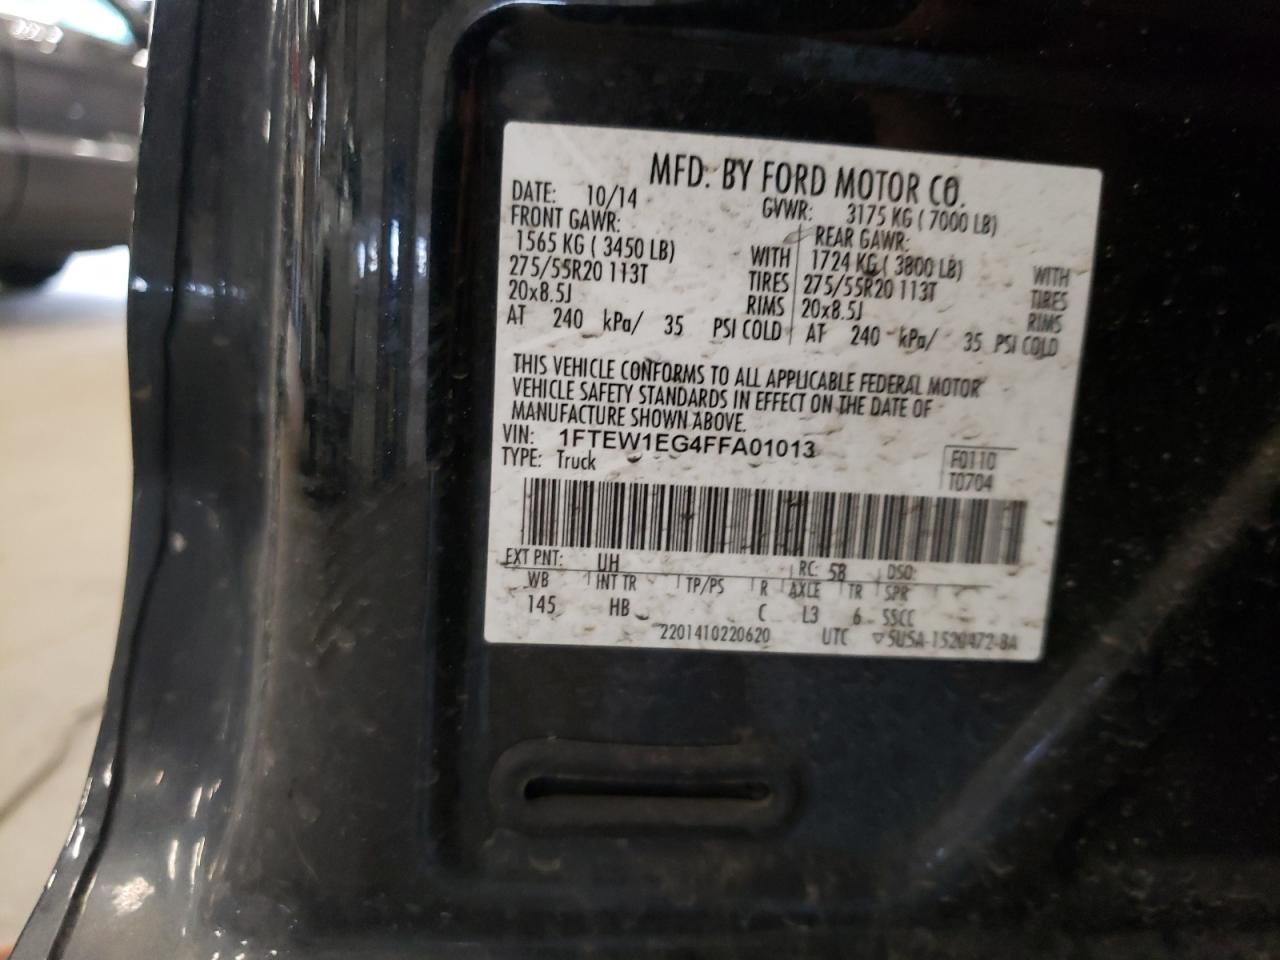 MFD. BY FORD MOTOR CO.
DATE: 10/14 GVWR: 3175 KG ( 7000 LB)
FRONT GAWR: REAR GAWR:
1565 KG ( 3450 LB) WITH 1724 KG ( 3800 LB) WITH
275/55R20 113T TIRES 275/55R20 113T TIRES
20x8.5J RIMS 20x8.5J RIMS
AT 240 kPa/ 35 PSI COLD AT 240 kPa/ 35 PSI COLD
THIS VEHICLE CONFORMS TO ALL APPLICABLE FEDERAL MOTOR
VEHICLE SAFETY STANDARDS IN EFFECT ON THE DATE OF
MANUFACTURE SHOWN ABOVE.
VIN: 1FTEW1EG4FFA01013
TYPE: Truck
F0110
T0704
EXT PNT: UH RC: 58 DSO:
WB INT TR TP/PS R AXLE TR SPR
145 HB C L3 6 55CC
2201410220620 UTC ▽5U5A-1520472-BA